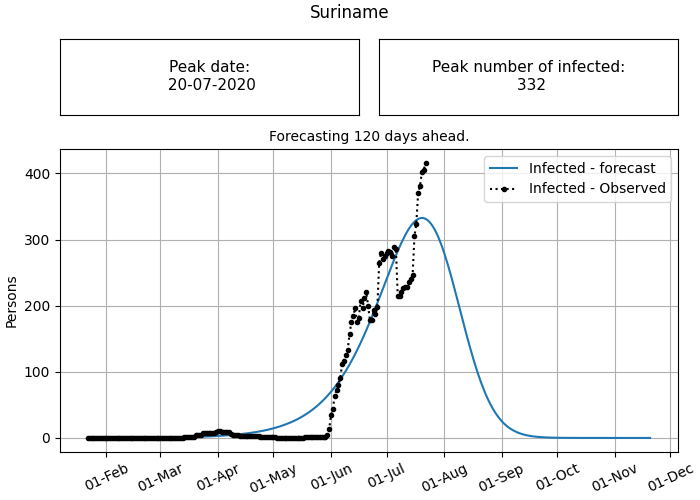 Suriname
Peak date:
20-07-2020
Peak number of infected:
332
Forecasting 120 days ahead.
Infected - forecast
Infected - Observed
Persons
400
300
200
100
0
01-Feb
01-Mar
01-Apr
01-May
01-Jun
01-Jul
01-Aug
01-Sep
01-Oct
01-Nov
01-Dec